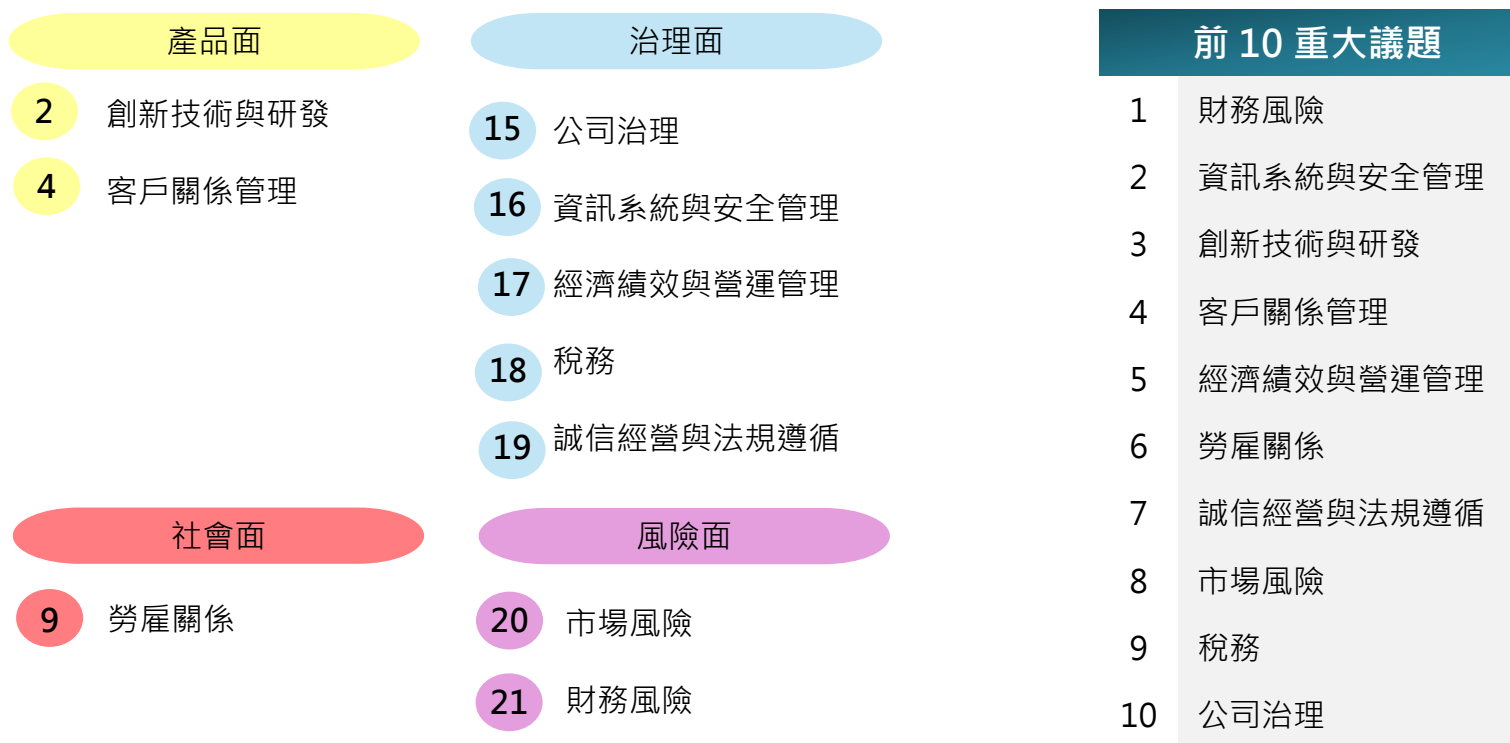 產品面
2 創新技術與研發
4 客戶關係管理
治理面
15 公司治理
16 資訊系統與安全管理
17 經濟績效與營運管理
18 稅務
19 誠信經營與法規遵循
社會面
9 勞雇關係
風險面
20 市場風險
21 財務風險
前 10 重大議題
1 財務風險
2 資訊系統與安全管理
3 創新技術與研發
4 客戶關係管理
5 經濟績效與營運管理
6 勞雇關係
7 誠信經營與法規遵循
8 市場風險
9 稅務
10 公司治理